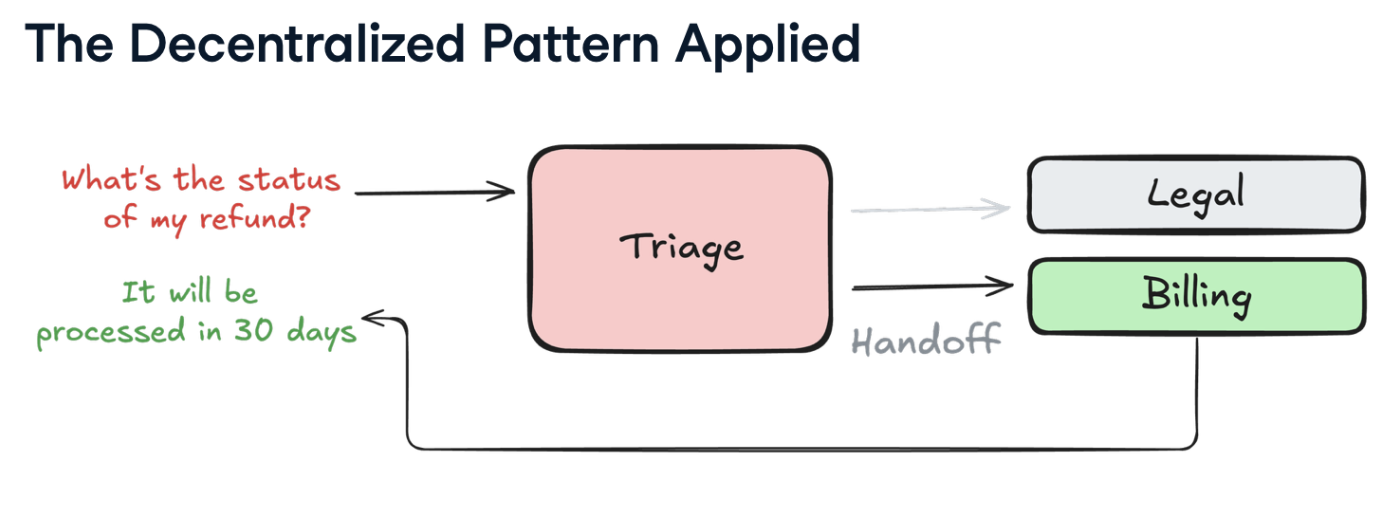 The Decentralized Pattern Applied
What's the status
of my refund?
It will be
processed in 30 days
Triage
Handoff
Legal
Billing